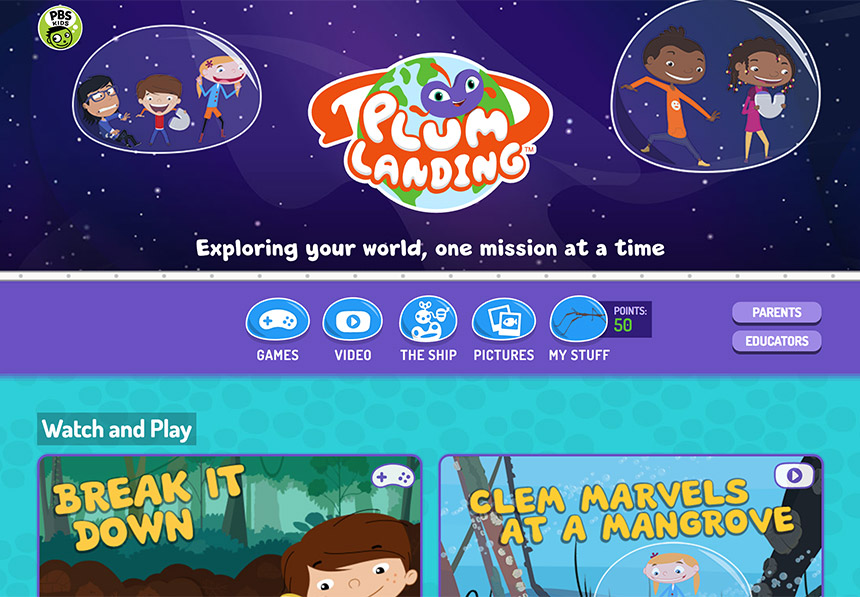 PBS
KIDS
PLUM
LANDING™
Exploring your world, one mission at a time
GAMES
VIDEO
THE SHIP
PICTURES
MY STUFF
POINTS:
50
PARENTS
EDUCATORS
Watch and Play
BREAK IT
DOWN
CLEM MARVELS
AT A MANGROVE